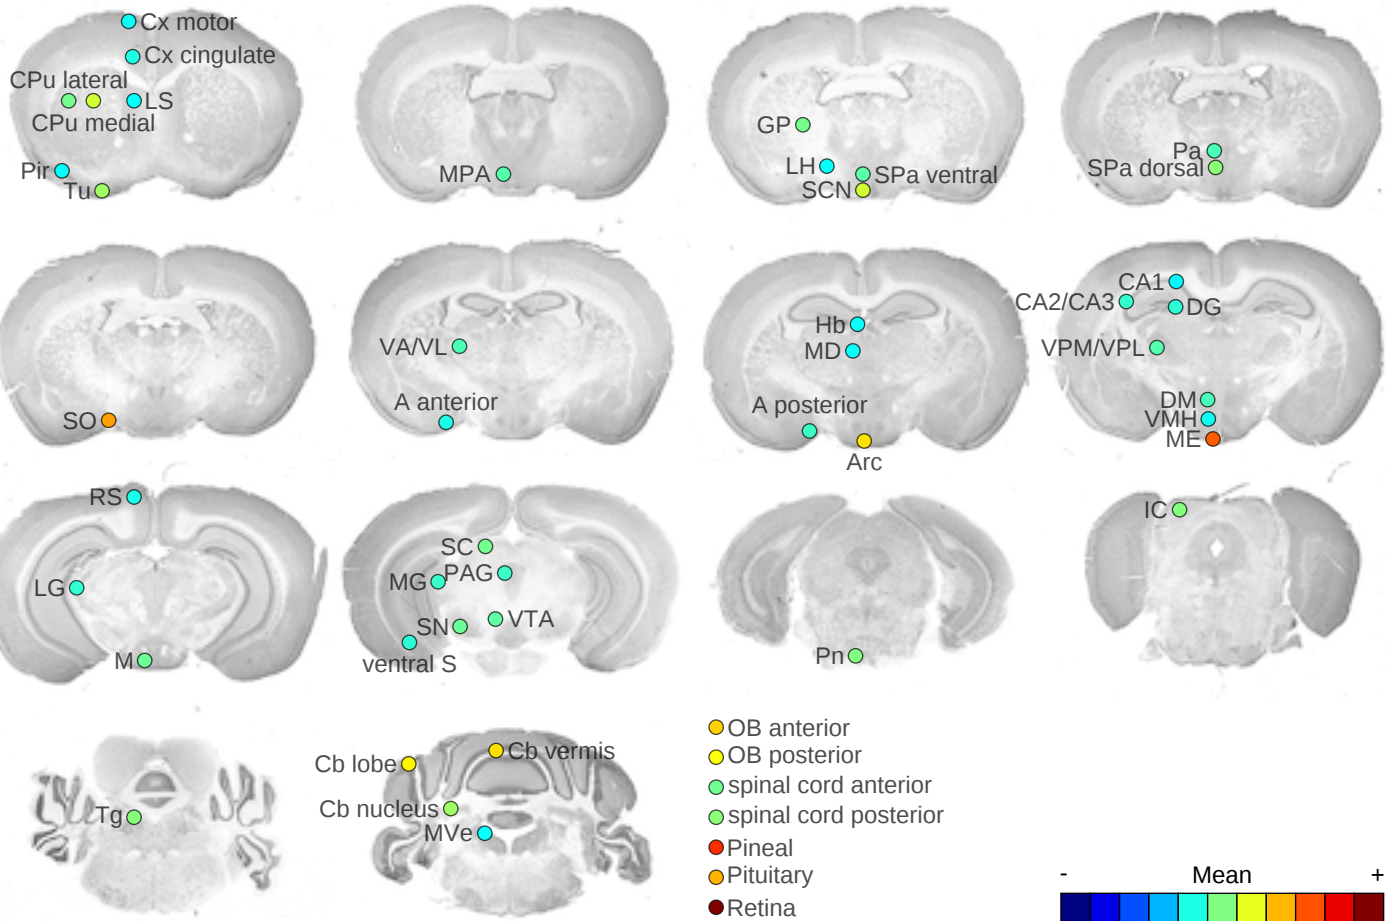 Cx motor
Cx cingulate
CPu lateral
LS
CPu medial
Pir
Tu
MPA
GP
LH
SPa ventral
SCN
Pa
SPa dorsal
SO
VA/VL
A anterior
Hb
MD
A posterior
Arc
CA1
CA2/CA3
DG
VPM/VPL
DM
VMH
ME
RS
LG
M
SC
MG
PAG
SN
VTA
ventral S
Pn
IC
Tg
Cb lobe
Cb vermis
Cb nucleus
MVe
OB anterior
OB posterior
spinal cord anterior
spinal cord posterior
Pineal
Pituitary
Retina
- Mean +